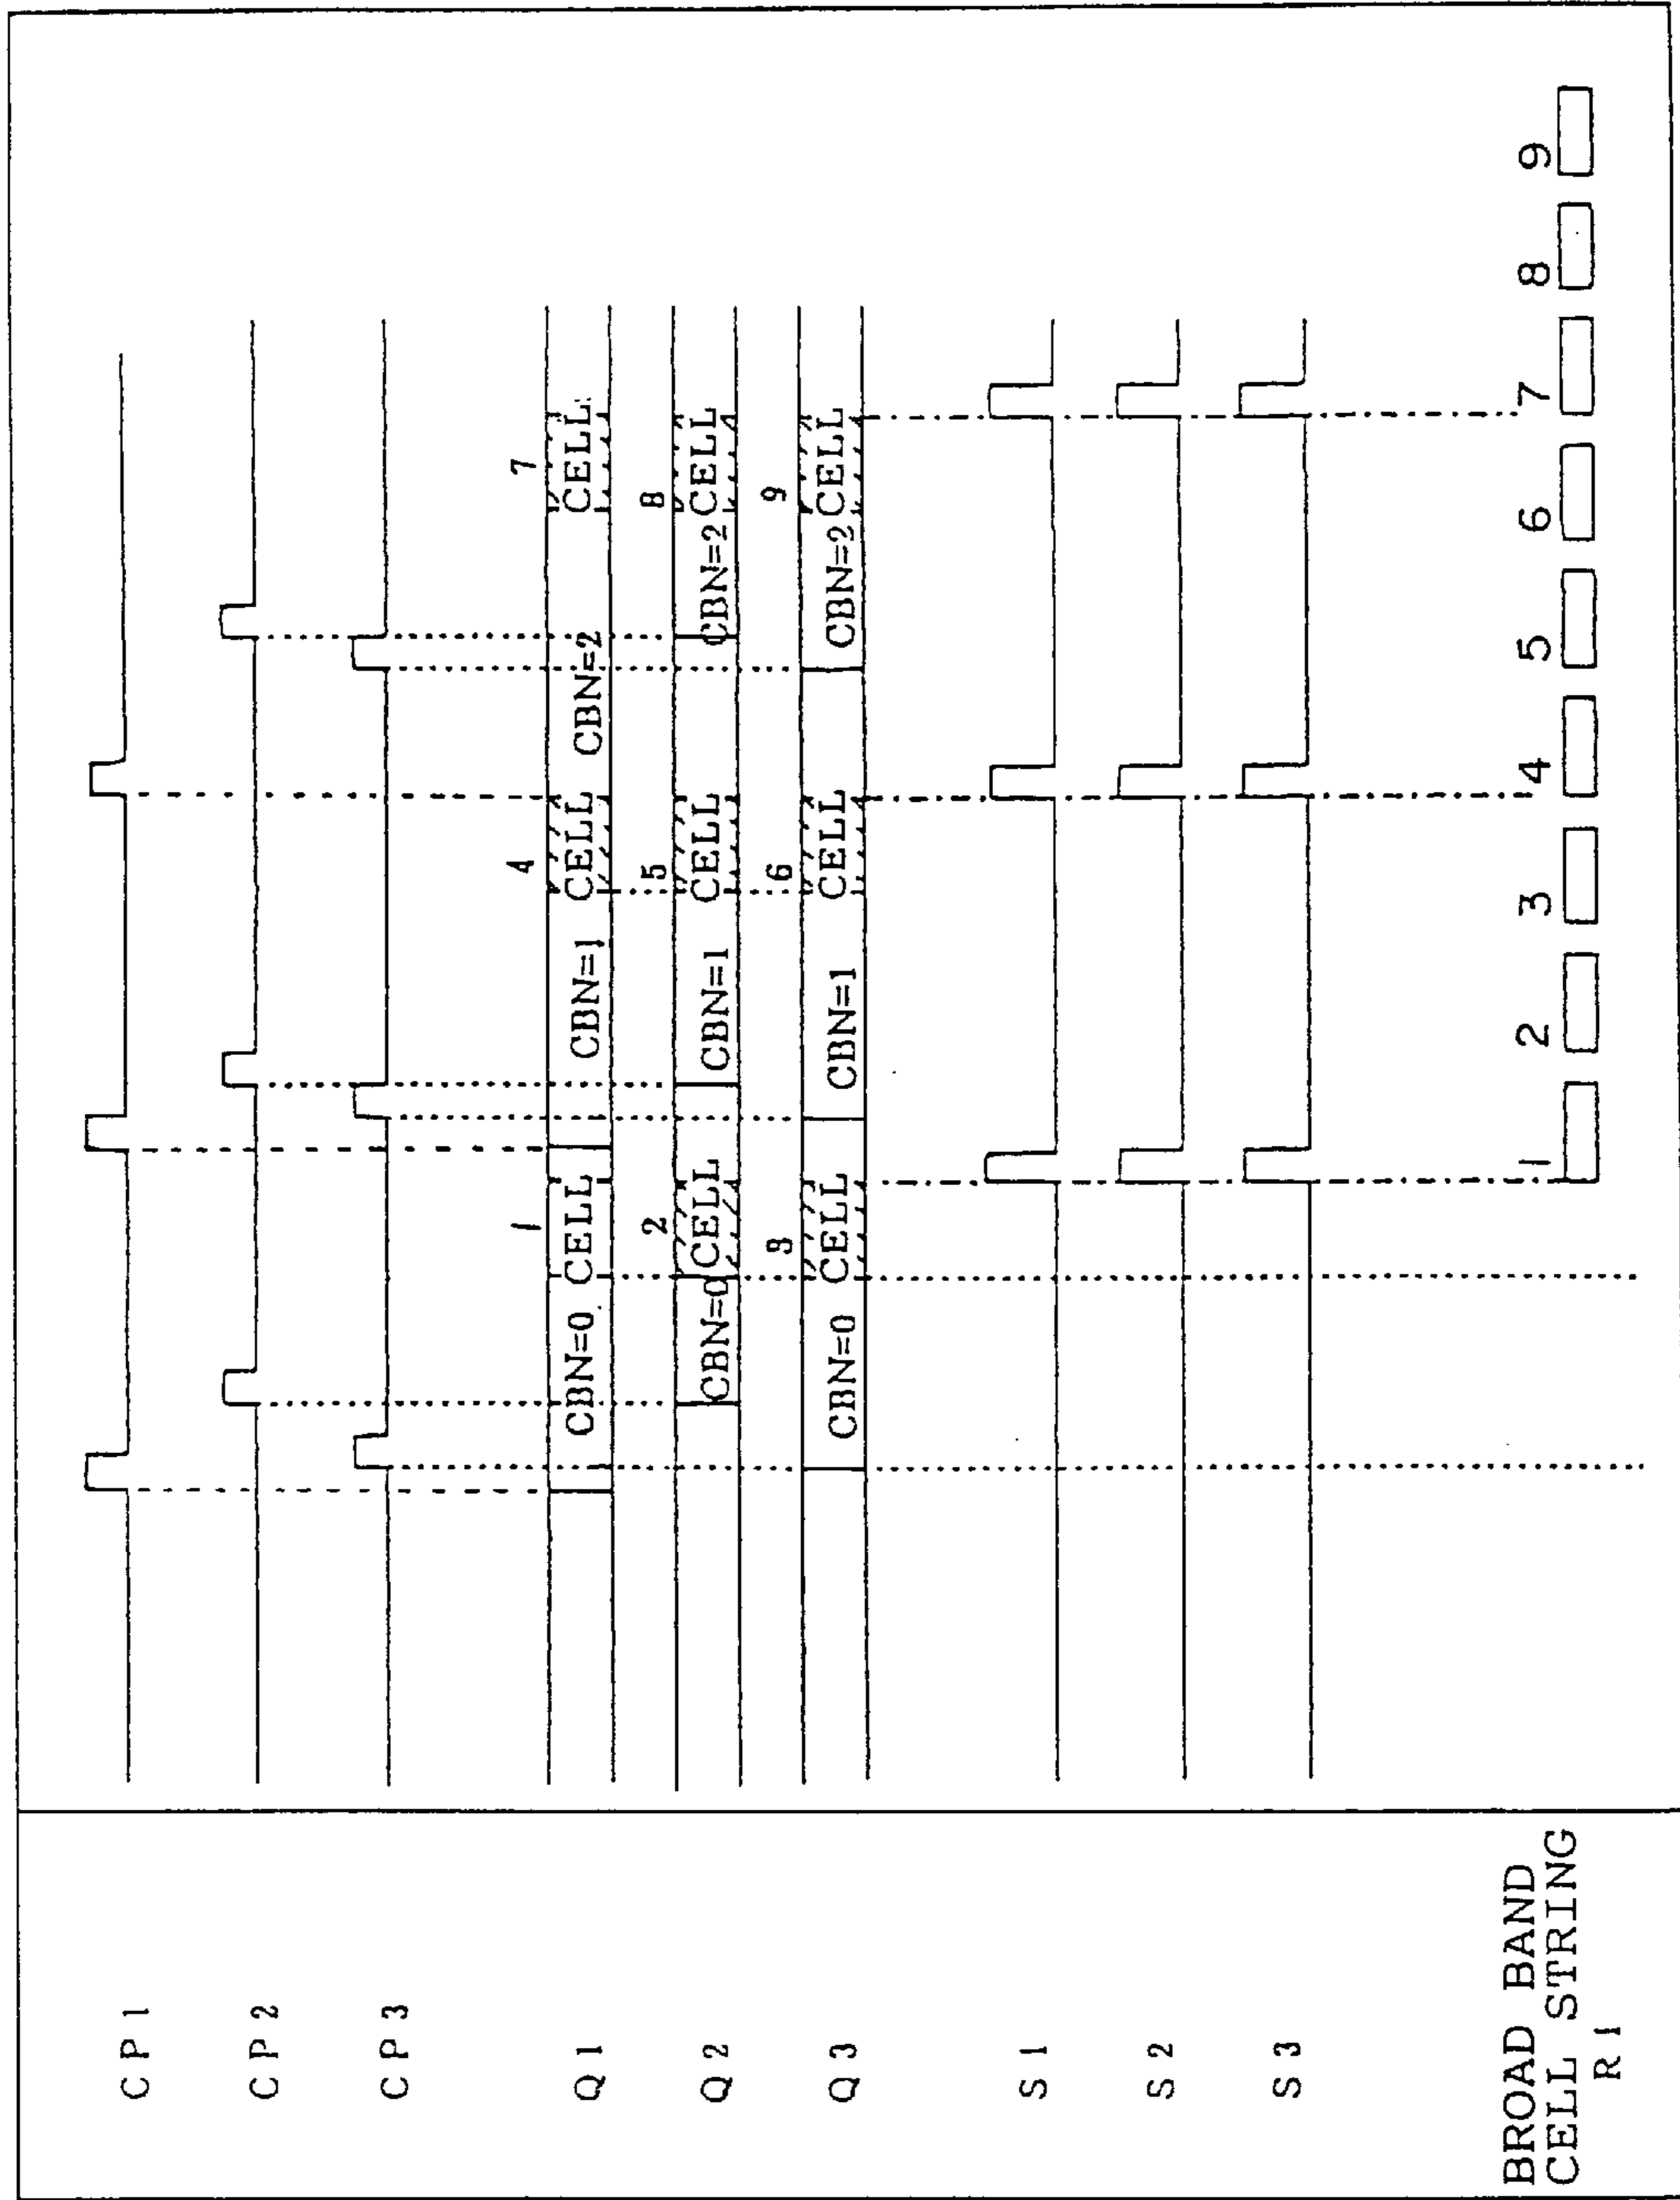 CP1
CP2
CP3
1 4 7
Q1 CBN=0 CELL CBN=1 CELL CBN=2 CELL
2 5 8
Q2 CBN=0 CELL CBN=1 CELL CBN=2 CELL
3 6 9
Q3 CBN=0 CELL CBN=1 CELL CBN=2 CELL
S1
S2
S3
BROAD BAND
CELL STRING
R1
1 2 3 4 5 6 7 8 9